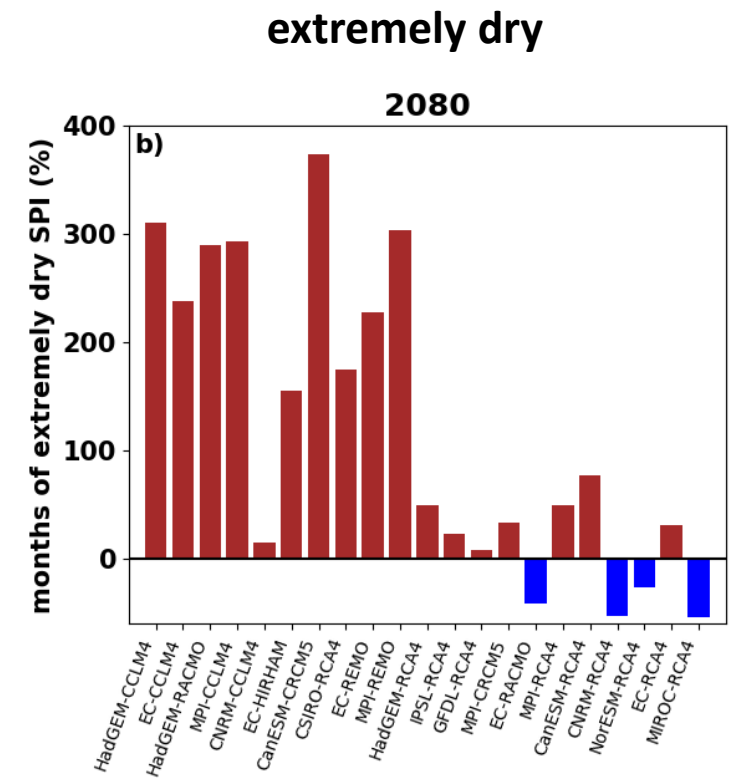 extremely dry
2080
b)
months of extremely dry SPI (%)
400
300
200
100
0
HadGEM-CCLM4
EC-CCLM4
HadGEM-RACMO
MPI-CCLM4
CNRM-CCLM4
EC-HIRHAM
CanESM-CRCM5
CSIRO-RCA4
EC-REMO
MPI-REMO
HadGEM-RCA4
IPSL-RCA4
GFDL-RCA4
MPI-CRCM5
EC-RACMO
MPI-RCA4
CanESM-RCA4
CNRM-RCA4
NorESM-RCA4
EC-RCA4
MIROC-RCA4